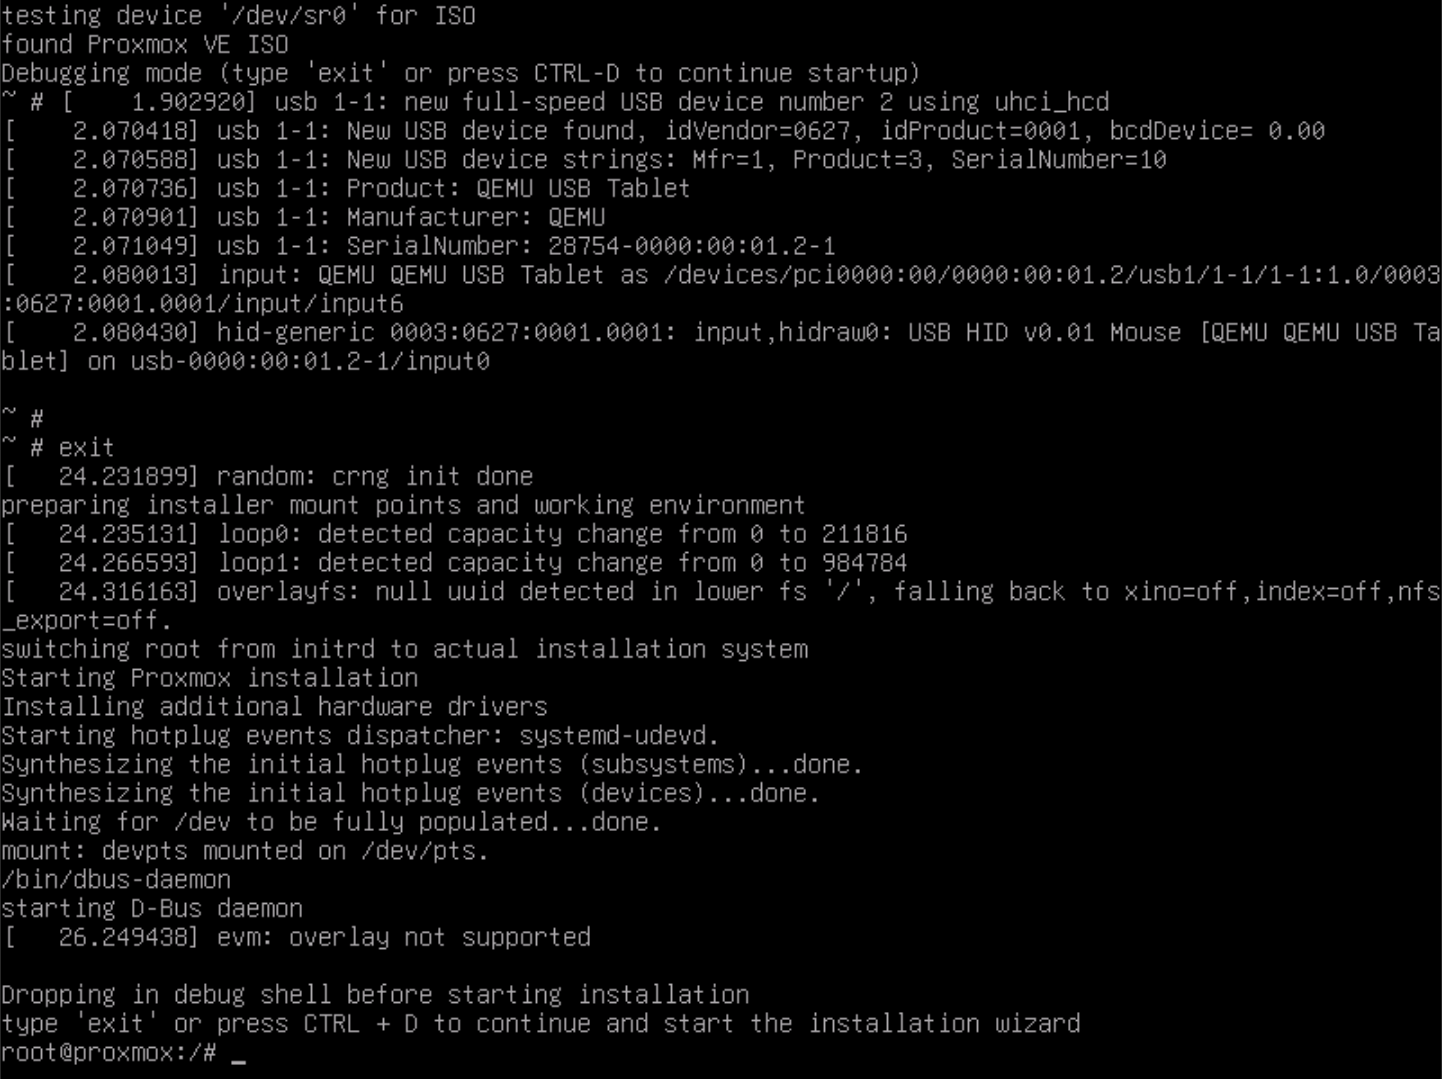 testing device '/dev/sr0' for ISO
found Proxmox VE ISO
Debugging mode (type 'exit' or press CTRL-D to continue startup)
~ # [    1.902920] usb 1-1: new full-speed USB device number 2 using uhci_hcd
[    2.070418] usb 1-1: New USB device found, idVendor=0627, idProduct=0001, bcdDevice= 0.00
[    2.070588] usb 1-1: New USB device strings: Mfr=1, Product=3, SerialNumber=10
[    2.070736] usb 1-1: Product: QEMU USB Tablet
[    2.070901] usb 1-1: Manufacturer: QEMU
[    2.071049] usb 1-1: SerialNumber: 28754-0000:00:01.2-1
[    2.080013] input: QEMU QEMU USB Tablet as /devices/pci0000:00/0000:00:01.2/usb1/1-1/1-1:1.0/0003
:0627:0001.0001/input/input6
[    2.080430] hid-generic 0003:0627:0001.0001: input,hidraw0: USB HID v0.01 Mouse [QEMU QEMU USB Ta
blet] on usb-0000:00:01.2-1/input0

~ #
~ # exit
[   24.231899] random: crng init done
preparing installer mount points and working environment
[   24.235131] loop0: detected capacity change from 0 to 211816
[   24.266593] loop1: detected capacity change from 0 to 984784
[   24.316163] overlayfs: null uuid detected in lower fs '/', falling back to xino=off,index=off,nfs
_export=off.
switching root from initrd to actual installation system
Starting Proxmox installation
Installing additional hardware drivers
Starting hotplug events dispatcher: systemd-udevd.
Synthesizing the initial hotplug events (subsystems)...done.
Synthesizing the initial hotplug events (devices)...done.
Waiting for /dev to be fully populated...done.
mount: devpts mounted on /dev/pts.
/bin/dbus-daemon
starting D-Bus daemon
[   26.249438] evm: overlay not supported

Dropping in debug shell before starting installation
type 'exit' or press CTRL + D to continue and start the installation wizard
root@proxmox:/# _